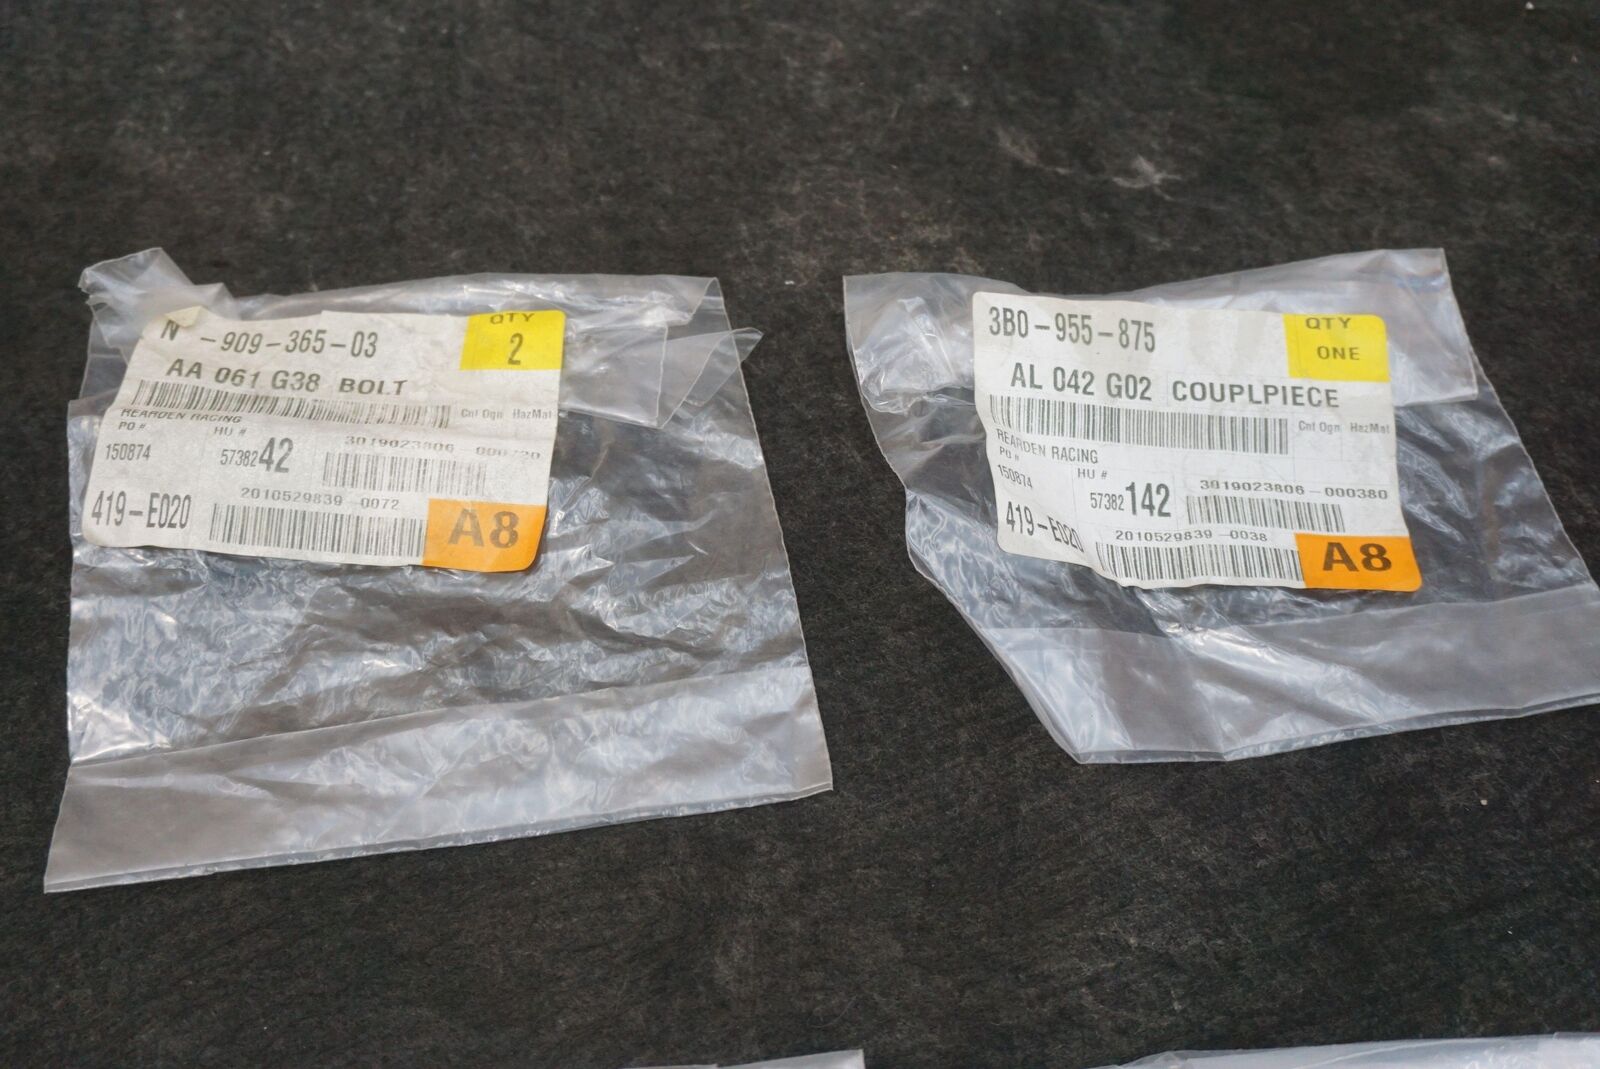 N -909-365-03
QTY
2
AA 061 G38 BOLT
REARDEN RACING
Cnt Ogn HazMat
PO #
HU #
150874
5738242
3019023806-000720
2010529839-0072
419-E020
A8
3B0-955-875
QTY
ONE
AL 042 G02 COUPLPIECE
Cnt Ogn HazMat
REARDEN RACING
PO #
HU #
150874
57382142
3019023806-000380
419-E020
2010529839-0038
A8